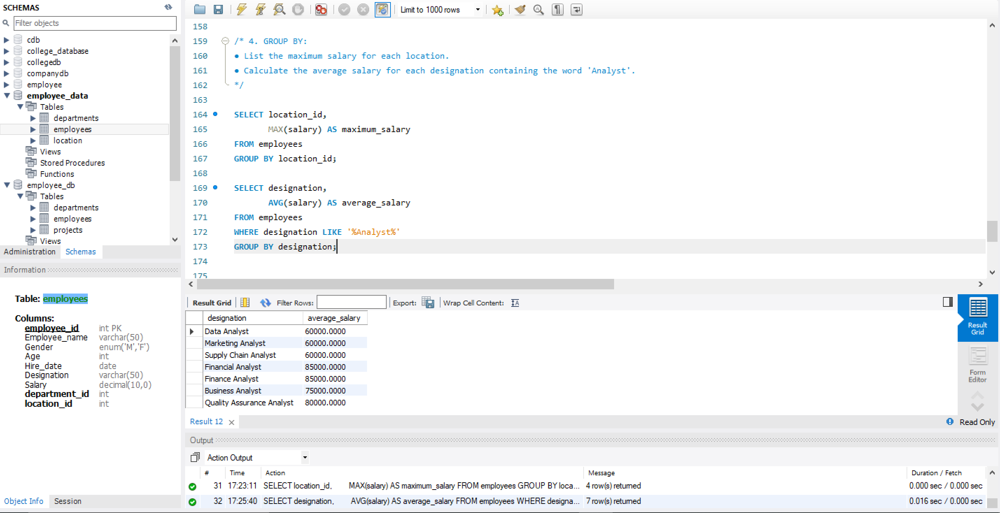 SCHEMAS
Filter objects
cdb
college_database
collegedb
companydb
employee
employee_data
Tables
departments
employees
location
Views
Stored Procedures
Functions
employee_db
Tables
departments
employees
projects
Views
Administration Schemas
Information
Table: employees
Columns:
employee_id int PK
Employee_name varchar(50)
Gender enum('M','F')
Age int
Hire_date date
Designation varchar(50)
Salary decimal(10,0)
department_id int
location_id int
Object Info Session
Limit to 1000 rows
158
159 /* 4. GROUP BY:
160 • List the maximum salary for each location.
161 • Calculate the average salary for each designation containing the word 'Analyst'.
162 */
163
164 SELECT location_id,
165 MAX(salary) AS maximum_salary
166 FROM employees
167 GROUP BY location_id;
168
169 SELECT designation,
170 AVG(salary) AS average_salary
171 FROM employees
172 WHERE designation LIKE '%Analyst%'
173 GROUP BY designation;
174
175
Result Grid Filter Rows: Export: Wrap Cell Content:
designation average_salary
Data Analyst 60000.0000
Marketing Analyst 60000.0000
Supply Chain Analyst 60000.0000
Financial Analyst 85000.0000
Finance Analyst 85000.0000
Business Analyst 75000.0000
Quality Assurance Analyst 80000.0000
Result
Grid
Form
Editor
Result 12 Read Only
Output
Action Output
# Time Action Message Duration / Fetch
31 17:23:11 SELECT location_id, MAX(salary) AS maximum_salary FROM employees GROUP BY loca... 4 row(s) returned 0.000 sec / 0.000 sec
32 17:25:40 SELECT designation, AVG(salary) AS average_salary FROM employees WHERE designa... 7 row(s) returned 0.016 sec / 0.000 sec